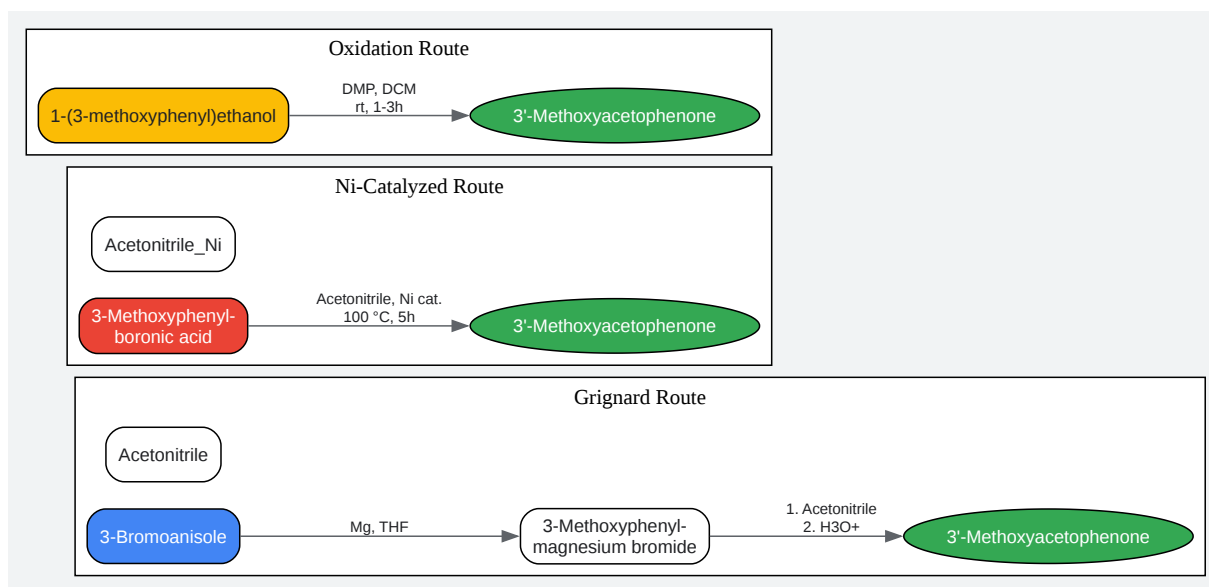 Oxidation Route
1-(3-methoxyphenyl)ethanol
DMP, DCM
rt, 1-3h
3'-Methoxyacetophenone
Ni-Catalyzed Route
Acetonitrile_Ni
3-Methoxyphenyl-
boronic acid
Acetonitrile, Ni cat.
100 °C, 5h
3'-Methoxyacetophenone
Grignard Route
Acetonitrile
3-Bromoanisole
Mg, THF
3-Methoxyphenyl-
magnesium bromide
1. Acetonitrile
2. H3O+
3'-Methoxyacetophenone